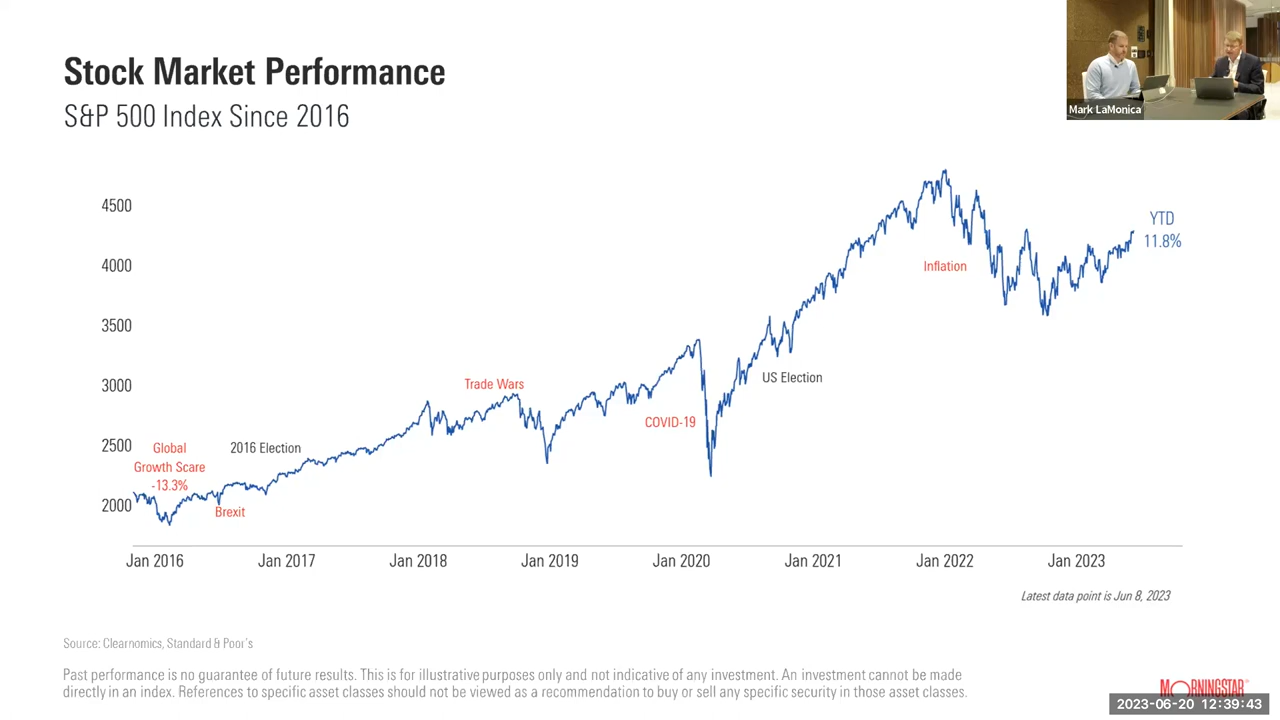 Stock Market Performance
S&P 500 Index Since 2016
Mark LaMonica
4500
4000
3500
3000
2500
2000
YTD
11.8%
Inflation
US Election
Trade Wars
COVID-19
2016 Election
Global
Growth Scare
-13.3%
Brexit
Jan 2016
Jan 2017
Jan 2018
Jan 2019
Jan 2020
Jan 2021
Jan 2022
Jan 2023
Latest data point is Jun 8, 2023
Source: Clearnomics, Standard & Poor's
Past performance is no guarantee of future results. This is for illustrative purposes only and not indicative of any investment. An investment cannot be made
directly in an index. References to specific asset classes should not be viewed as a recommendation to buy or sell any specific security in those asset classes.
MORNINGSTAR®
2023-06-20 12:39:43